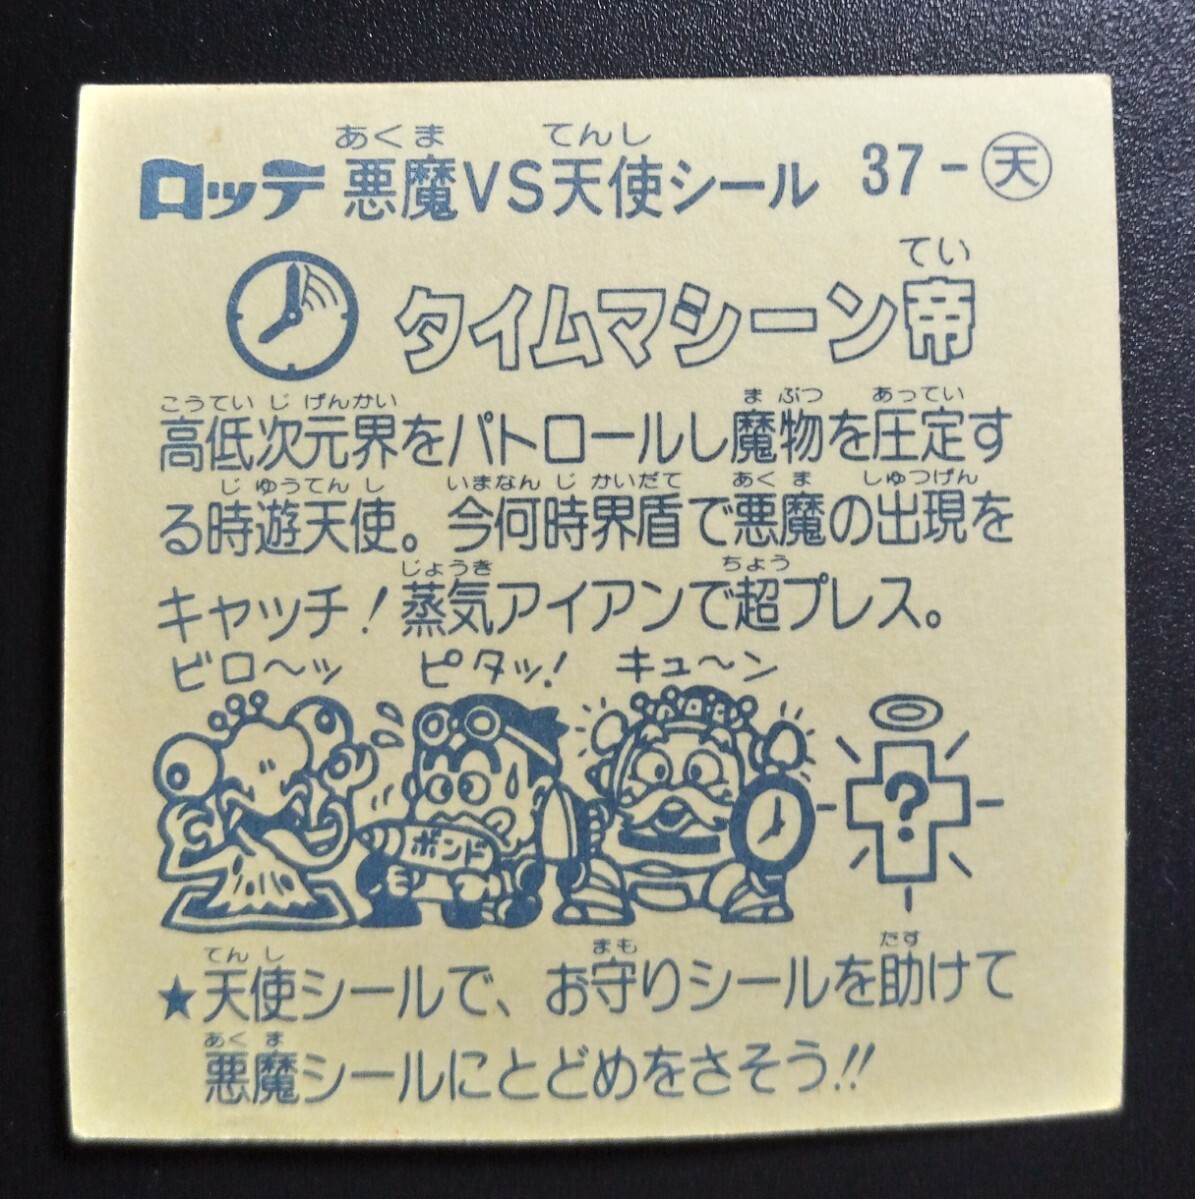 あくま てんし
ロッテ 悪魔VS天使シール 37-天
てい
タイムマシーン帝
こうてい じ げんかい ま ぶつ あってい
高低次元界をパトロールし魔物を圧定す
じ ゆうてん し いまなん じ かいだて あく ま しゅつげん
る時遊天使。今何時界盾で悪魔の出現を
じょうき ちょう
キャッチ!蒸気アイアンで超プレス。
ビロ〜ッ ピタッ! キュ〜ン
?
ボンド
てん し まも たす
★天使シールで、お守りシールを助けて
あく ま
悪魔シールにとどめをさそう!!